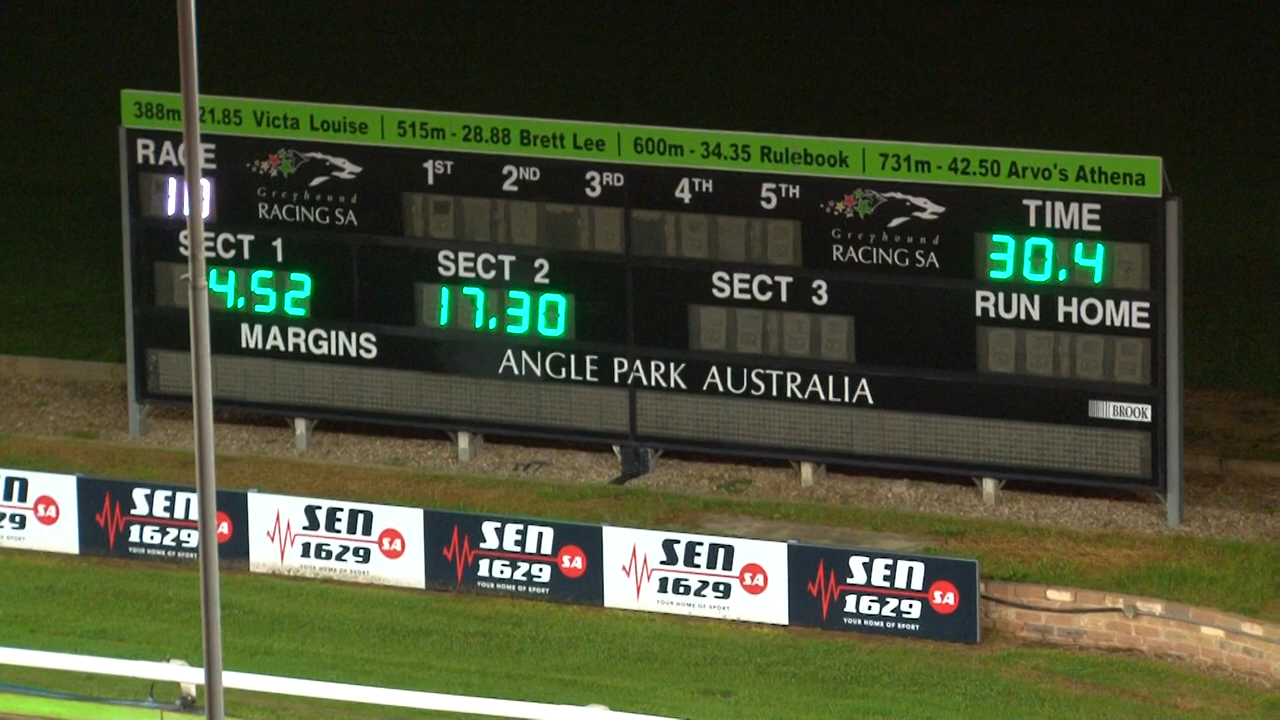 388m 21.85 Victa Louise | 515m - 28.88 Brett Lee | 600m - 34.35 Rulebook | 731m - 42.50 Arvo's Athena
RACE
Greyhound
RACING SA
1ST 2ND 3RD 4TH 5TH
Greyhound
RACING SA
TIME
30.4
SECT 1
4.52
SECT 2
17.30
SECT 3
RUN HOME
MARGINS
ANGLE PARK AUSTRALIA
BROOK
SA
SEN
1629
A
YOUR HOME OF SPORT
SEN
1629
SA
YOUR HOME OF SPORT
SEN
1629
SA
YOUR HOME OF SPORT
SEN
1629
SA
YOUR HOME OF SPORT
SEN
1629
SA
YOUR HOME OF SPORT